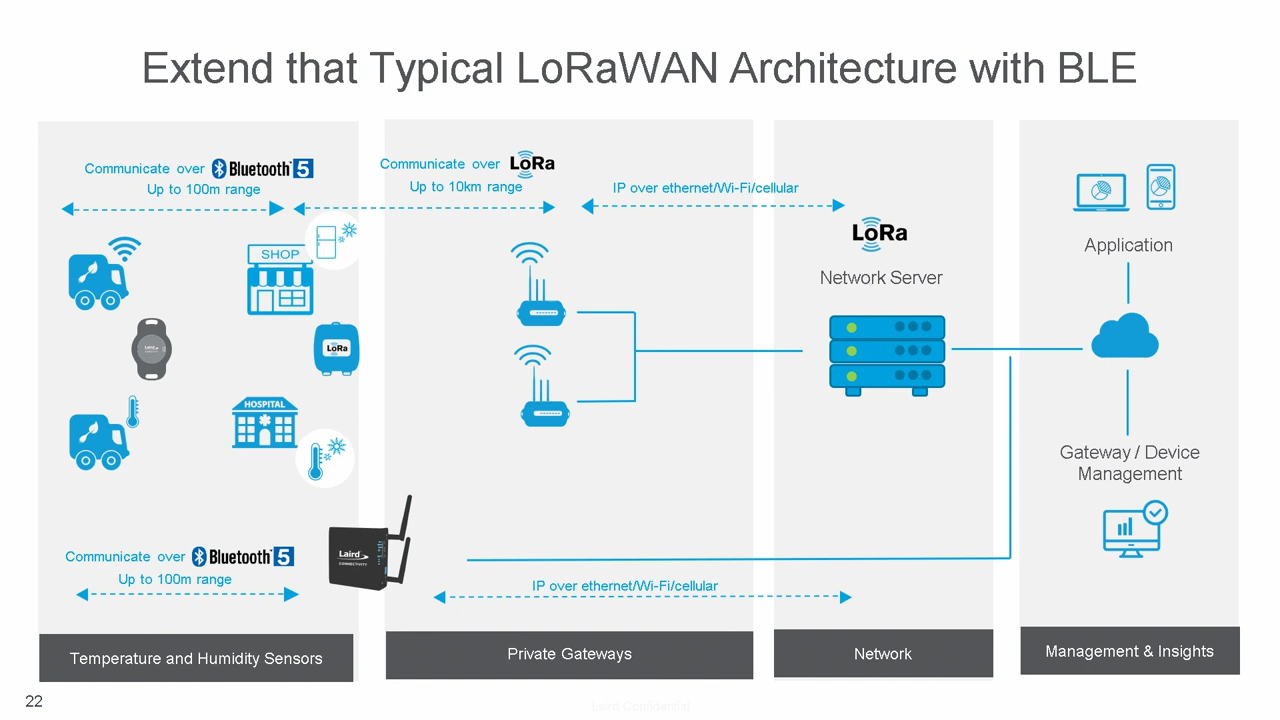 Extend that Typical LoRaWAN Architecture with BLE
Communicate over Bluetooth 5
Up to 100m range
Communicate over LoRa
Up to 10km range
IP over ethernet/Wi-Fi/cellular
SHOP
LoRa
HOSPITAL
LoRa
Network Server
Application
Gateway / Device
Management
Laird
CONNECTIVITY
Communicate over Bluetooth 5
Up to 100m range
IP over ethernet/Wi-Fi/cellular
Temperature and Humidity Sensors
Private Gateways
Network
Management & Insights
22
Laird Confidential